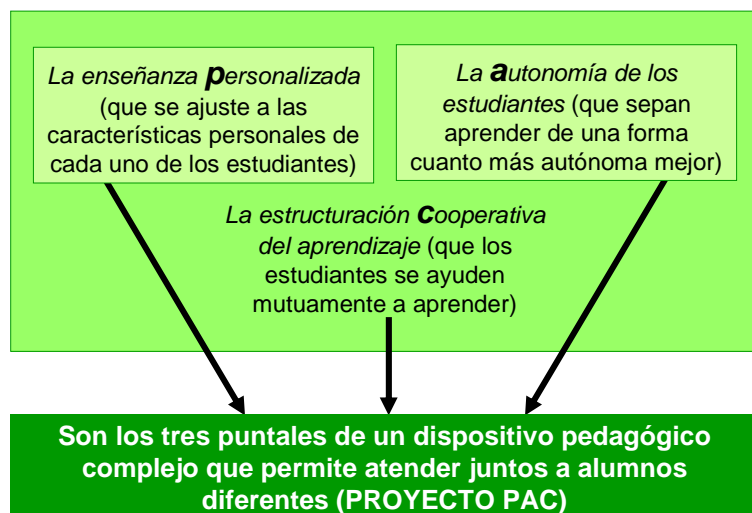 La enseñanza personalizada
(que se ajuste a las
características personales de
cada uno de los estudiantes)
La autonomía de los
estudiantes (que sepan
aprender de una forma
cuanto más autónoma mejor)
La estructuración cooperativa
del aprendizaje (que los
estudiantes se ayuden
mutuamente a aprender)
Son los tres puntales de un dispositivo pedagógico
complejo que permite atender juntos a alumnos
diferentes (PROYECTO PAC)